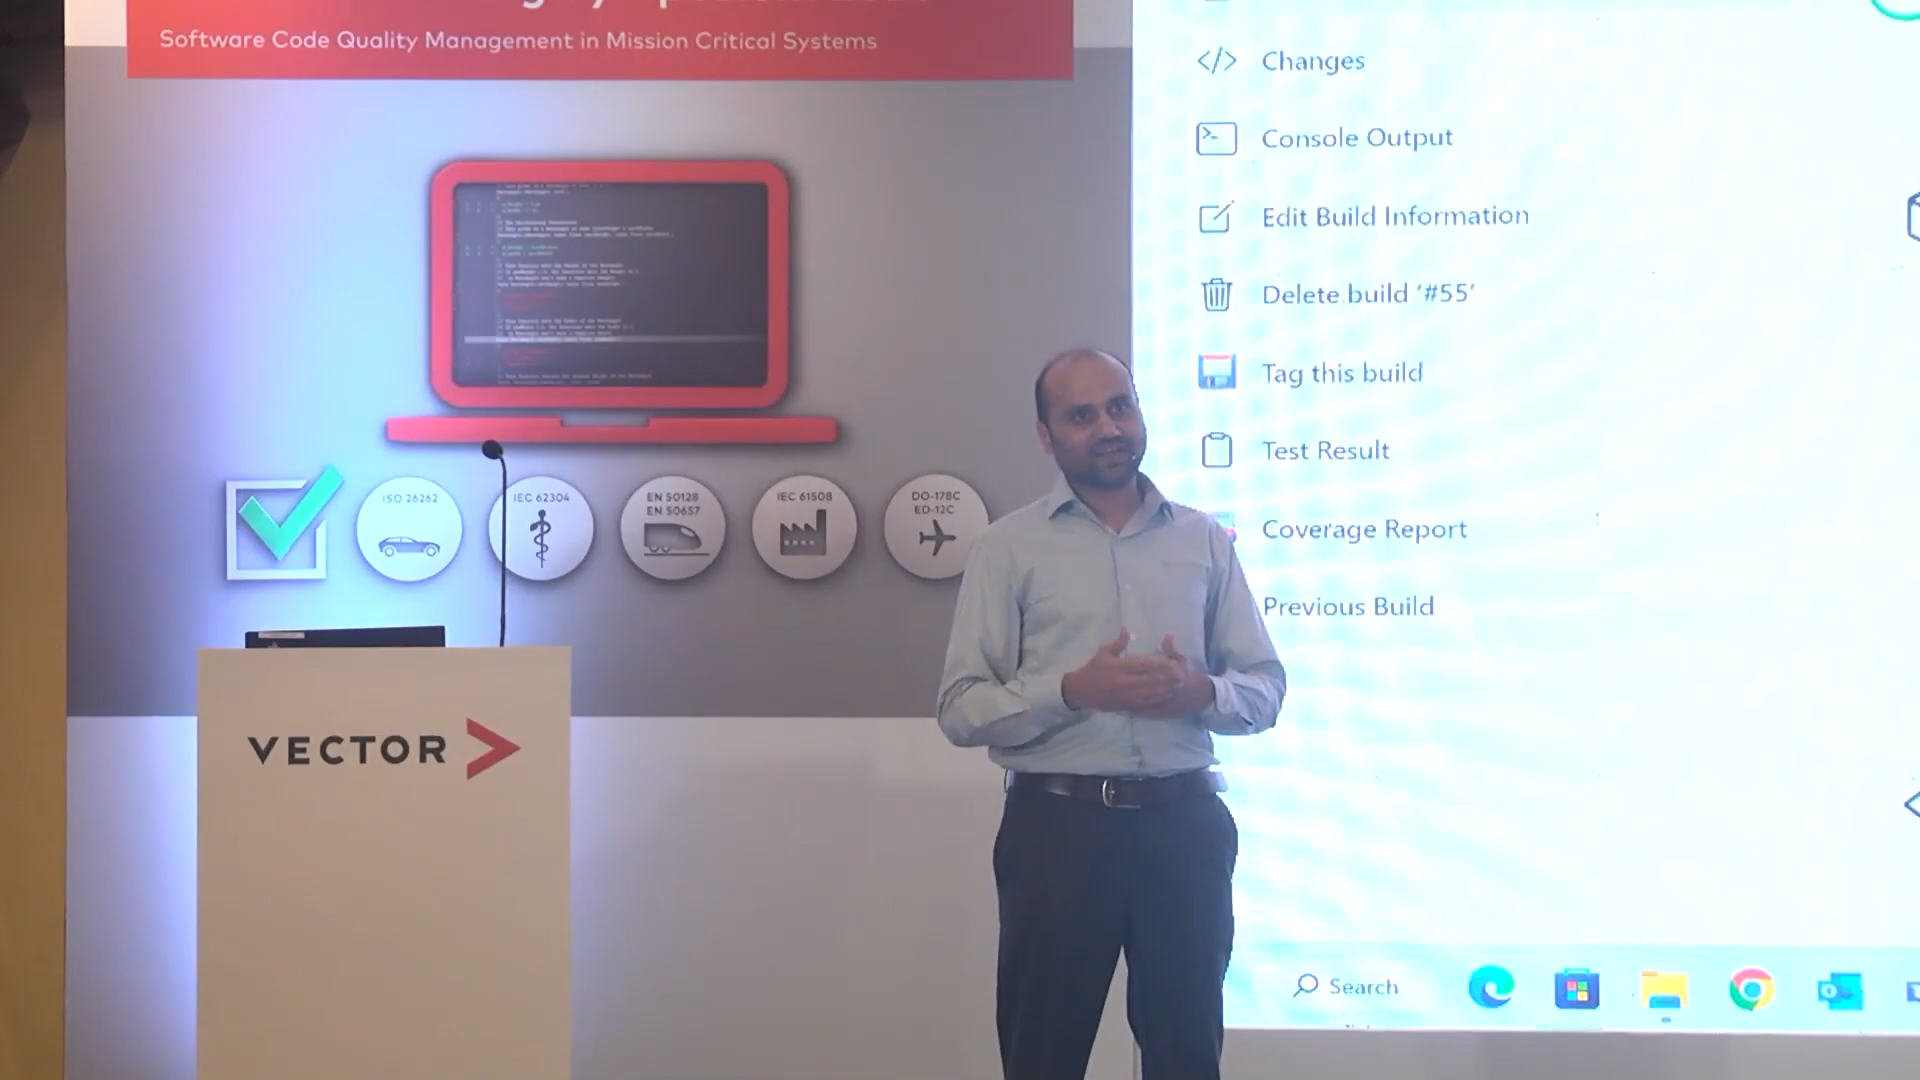 Software Code Quality Management in Mission Critical Systems
ISO 26262
IEC 62304
EN 50128
EN 50657
IEC 61508
DO-178C
ED-12C
VECTOR
Changes
Console Output
Edit Build Information
Delete build ‘#55’
Tag this build
Test Result
Coverage Report
Previous Build
Search